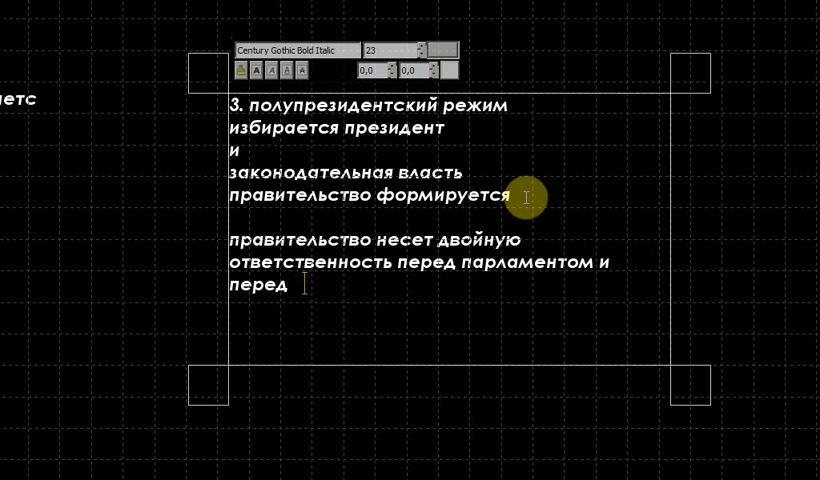 Century Gothic Bold Italic 23
A A A A 0,0 0,0
3. полупрезидентский режим
избирается президент
и
законодательная власть
правительство формируется
правительство несет двойную
ответственность перед парламентом и
перед